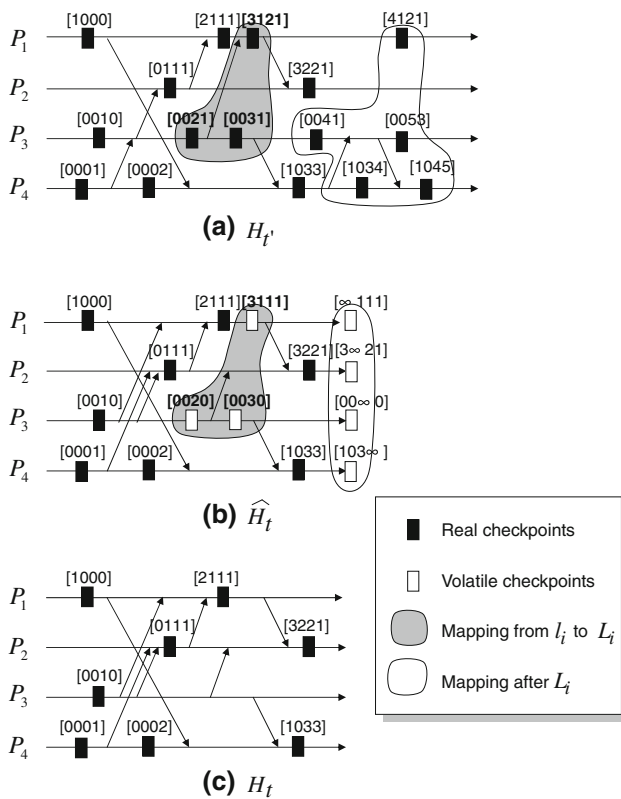 [1000] [2111] [3121] [4121]
P1
[0111] [3221]
P2
[0010] [0021] [0031] [0041] [0053]
P3
[0001] [0002] [1033] [1034] [1045]
P4
(a) Ht'
[1000] [2111] [3111] [∞ 111]
P1
[0111] [3221] [3∞ 21]
P2
[0010] [0020] [0030] [00∞ 0]
P3
[0001] [0002] [1033] [103∞ ]
P4
(b) Ĥt
[1000] [2111]
P1
[0111] [3221]
P2
[0010]
P3
[0001] [0002] [1033]
P4
(c) Ht
Real checkpoints
Volatile checkpoints
Mapping from li to Li
Mapping after Li